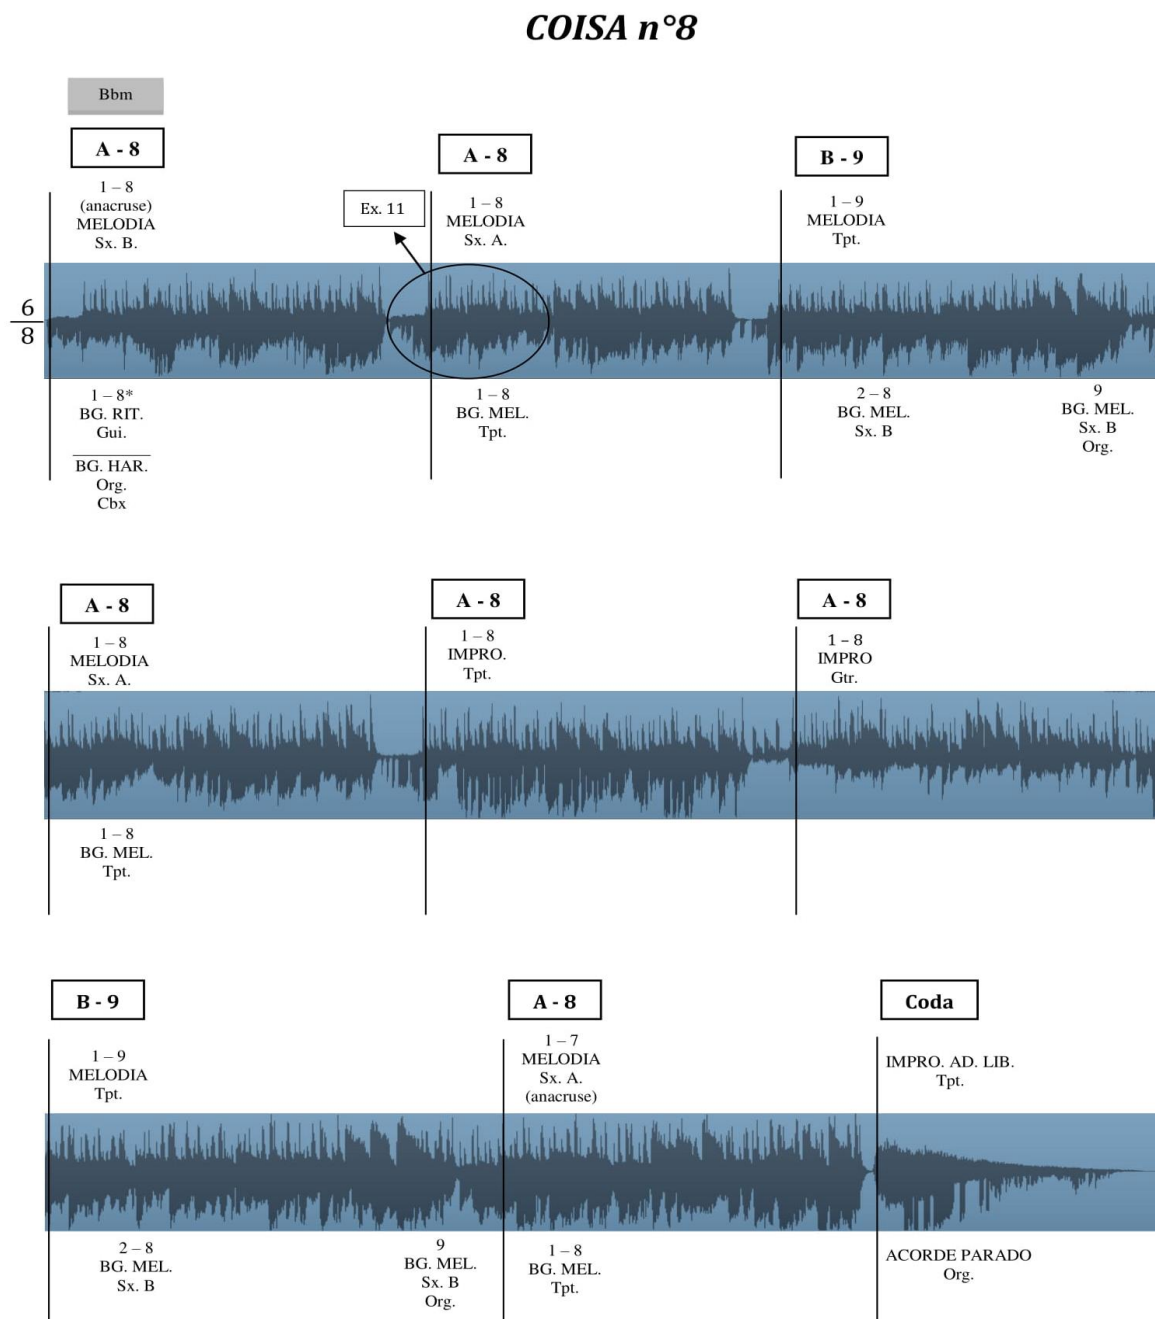 COISA n°8
Bbm
A - 8
A - 8
B - 9
1 – 8
(anacruse)
MELODIA
Sx. B.
Ex. 11
1 – 8
MELODIA
Sx. A.
1 – 9
MELODIA
Tpt.
6
8
1 – 8*
BG. RIT.
Gui.
BG. HAR.
Org.
Cbx
1 – 8
BG. MEL.
Tpt.
2 – 8
BG. MEL.
Sx. B
9
BG. MEL.
Sx. B
Org.
A - 8
A - 8
A - 8
1 – 8
MELODIA
Sx. A.
1 – 8
IMPRO.
Tpt.
1 – 8
IMPRO
Gtr.
1 – 8
BG. MEL.
Tpt.
B - 9
A - 8
Coda
1 – 9
MELODIA
Tpt.
1 – 7
MELODIA
Sx. A.
(anacruse)
IMPRO. AD. LIB.
Tpt.
2 – 8
BG. MEL.
Sx. B
9
BG. MEL.
Sx. B
Org.
1 – 8
BG. MEL.
Tpt.
ACORDE PARADO
Org.